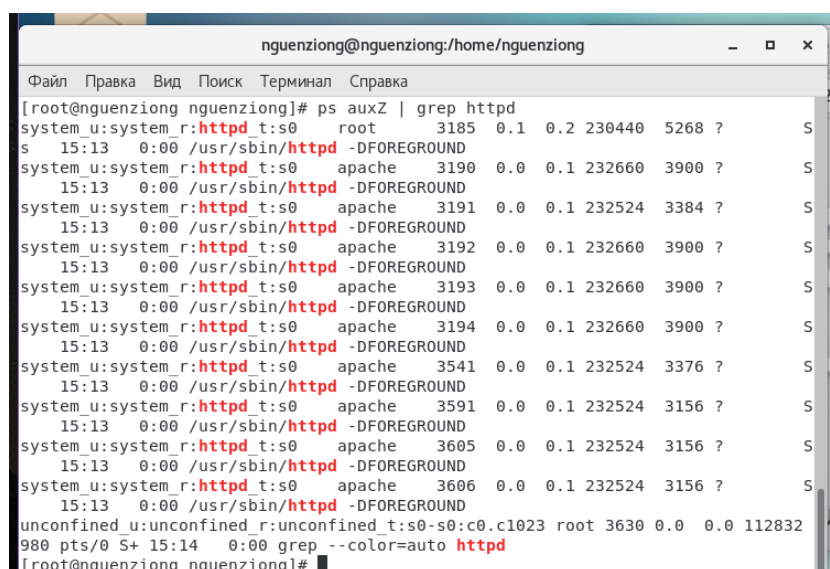 nguenziong@nguenziong:/home/nguenziong
Файл Правка Вид Поиск Терминал Справка
[root@nguenziong nguenziong]# ps auxZ | grep httpd
system_u:system_r:httpd_t:s0    root      3185  0.1  0.2 230440  5268 ?        S
s   15:13   0:00 /usr/sbin/httpd -DFOREGROUND
system_u:system_r:httpd_t:s0    apache    3190  0.0  0.1 232660  3900 ?        S
    15:13   0:00 /usr/sbin/httpd -DFOREGROUND
system_u:system_r:httpd_t:s0    apache    3191  0.0  0.1 232524  3384 ?        S
    15:13   0:00 /usr/sbin/httpd -DFOREGROUND
system_u:system_r:httpd_t:s0    apache    3192  0.0  0.1 232660  3900 ?        S
    15:13   0:00 /usr/sbin/httpd -DFOREGROUND
system_u:system_r:httpd_t:s0    apache    3193  0.0  0.1 232660  3900 ?        S
    15:13   0:00 /usr/sbin/httpd -DFOREGROUND
system_u:system_r:httpd_t:s0    apache    3194  0.0  0.1 232660  3900 ?        S
    15:13   0:00 /usr/sbin/httpd -DFOREGROUND
system_u:system_r:httpd_t:s0    apache    3541  0.0  0.1 232524  3376 ?        S
    15:13   0:00 /usr/sbin/httpd -DFOREGROUND
system_u:system_r:httpd_t:s0    apache    3591  0.0  0.1 232524  3156 ?        S
    15:13   0:00 /usr/sbin/httpd -DFOREGROUND
system_u:system_r:httpd_t:s0    apache    3605  0.0  0.1 232524  3156 ?        S
    15:13   0:00 /usr/sbin/httpd -DFOREGROUND
system_u:system_r:httpd_t:s0    apache    3606  0.0  0.1 232524  3156 ?        S
    15:13   0:00 /usr/sbin/httpd -DFOREGROUND
unconfined_u:unconfined_r:unconfined_t:s0-s0:c0.c1023 root 3630 0.0  0.0 112832
980 pts/0 S+ 15:14   0:00 grep --color=auto httpd
[root@nguenziong nguenziong]#